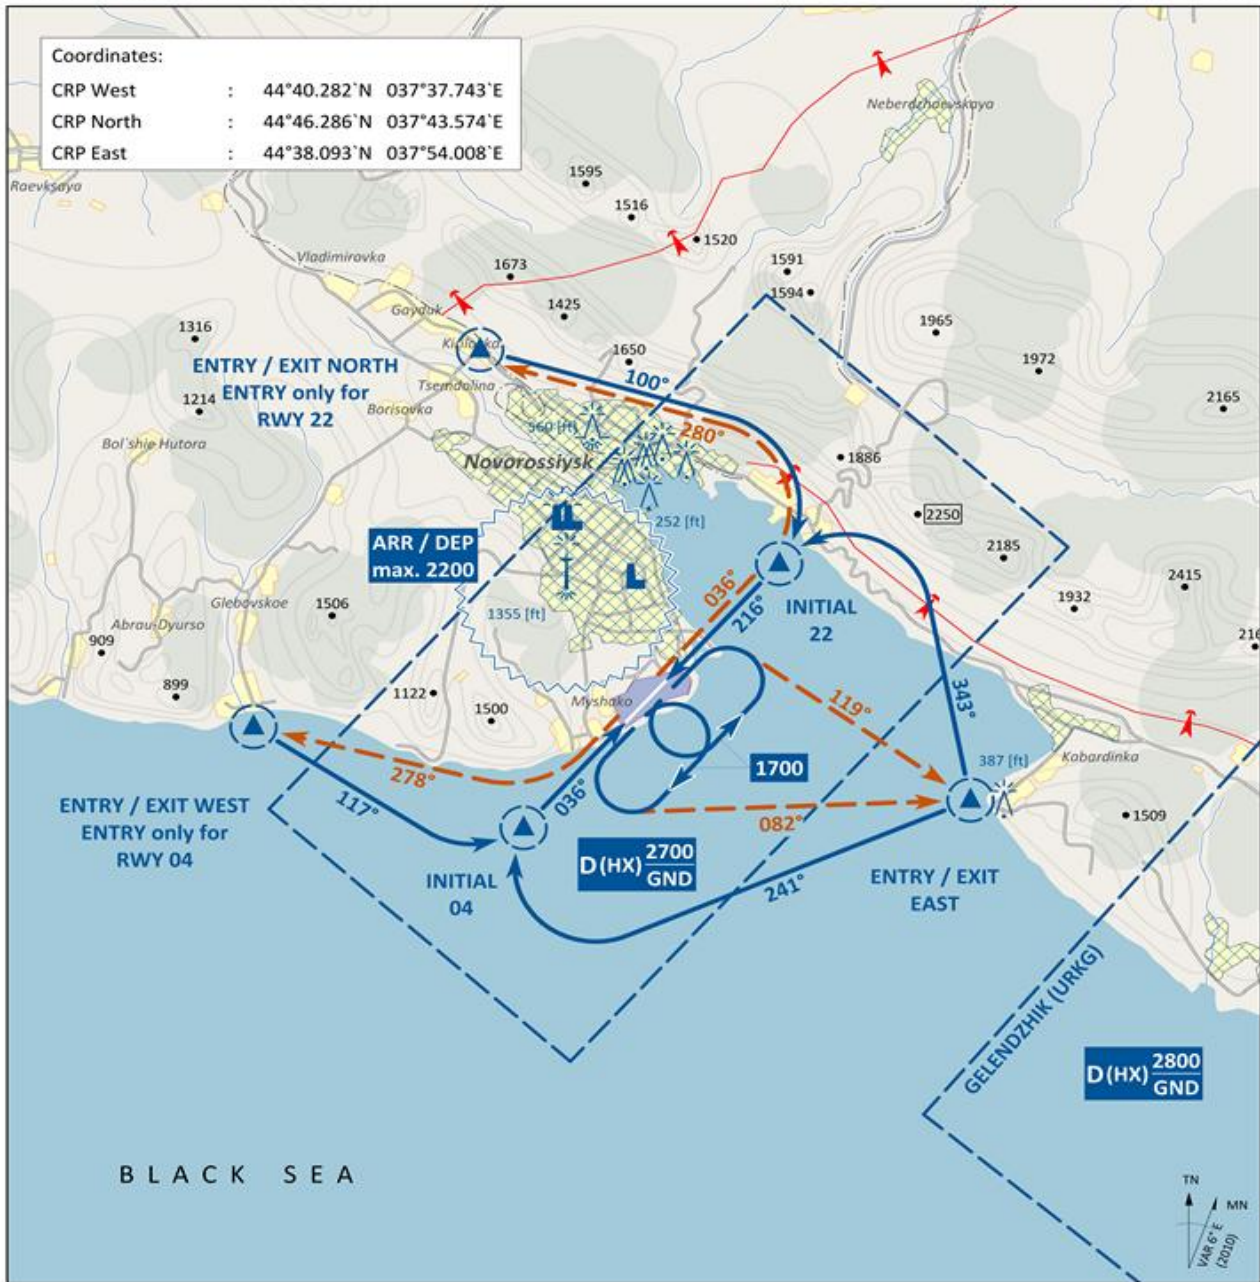 Coordinates:
CRP West : 44°40.282`N 037°37.743`E
CRP North : 44°46.286`N 037°43.574`E
CRP East : 44°38.093`N 037°54.008`E
Raevksaya
Neberdzhaevskaya
1595
1516
1520
Vladimirovka
1673
1591
1594
Gayduk
1425
1316
1965
ENTRY / EXIT NORTH
ENTRY only for
RWY 22
1650
100°
1972
Tsemdolina
1214
Borisovka
2165
560 [ft]
280°
Bol`shie Hutora
Novorossiysk
1886
2250
252 [ft]
ARR / DEP
max. 2200
2185
036°
216°
2415
Glebovskoe
1506
1355 [ft]
INITIAL
22
1932
Abrau-Dyurso
909
899
1122
1500
Myshako
343°
119°
Kabardinka
387 [ft]
1700
278°
ENTRY / EXIT WEST
ENTRY only for
RWY 04
117°
036°
082°
1509
INITIAL
04
D (HX) 2700
GND
241°
ENTRY / EXIT
EAST
GELENDZHIK (URKG)
D (HX) 2800
GND
BLACK SEA
TN
MN
VAR 6° E
(2010)